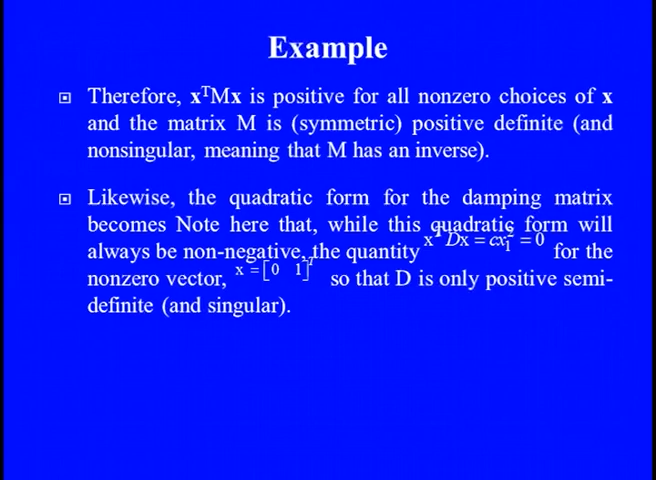 Example
Therefore, xᵀMx is positive for all nonzero choices of x
and the matrix M is (symmetric) positive definite (and
nonsingular, meaning that M has an inverse).
Likewise, the quadratic form for the damping matrix
becomes Note here that, while this quadratic form will
always be non-negative, the quantity xᵀDx = cx₁² = 0 for the
nonzero vector, x = [0 1]ᵀ so that D is only positive semi-
definite (and singular).